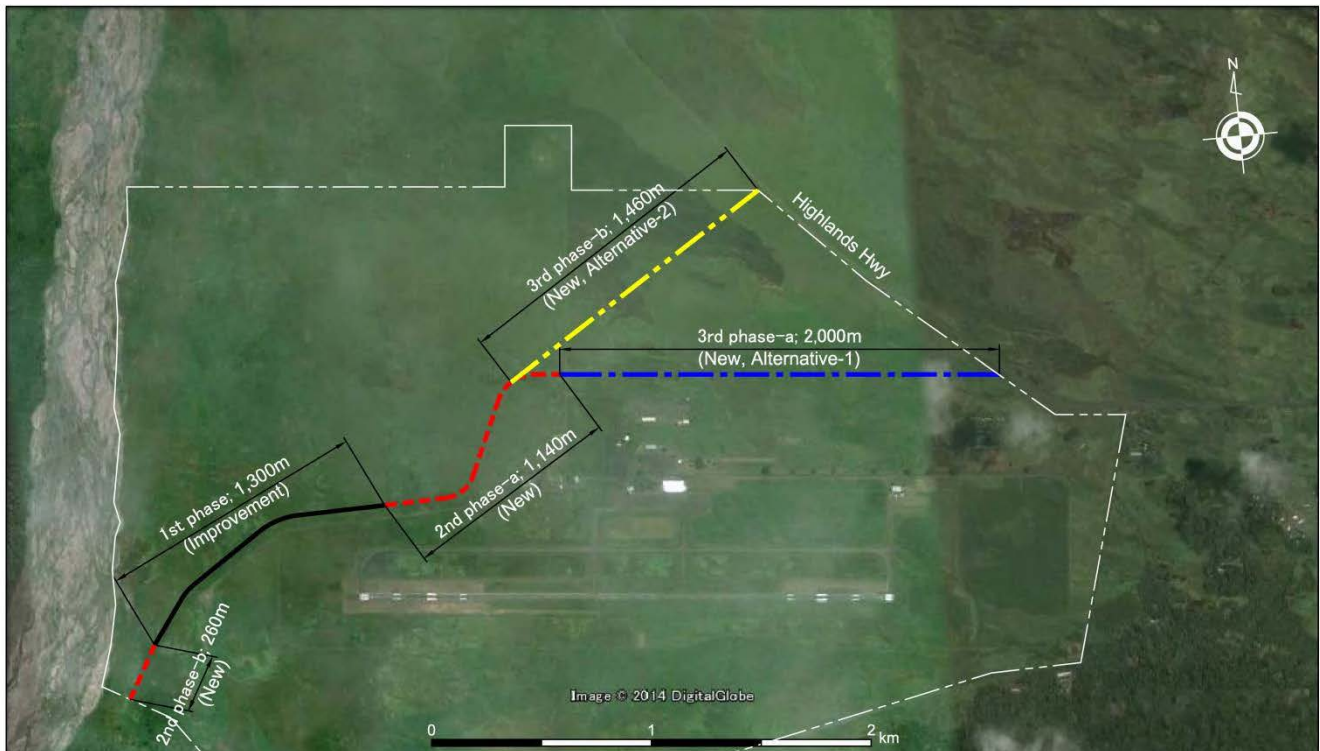 N
Highlands Hwy
3rd phase-b; 1,460m
(New, Alternative-2)
3rd phase-a; 2,000m
(New, Alternative-1)
1st phase; 1,300m
(Improvement)
2nd phase-a; 1,140m
(New)
2nd phase-b; 260m
(New)
Image © 2014 DigitalGlobe
0 1 2 km